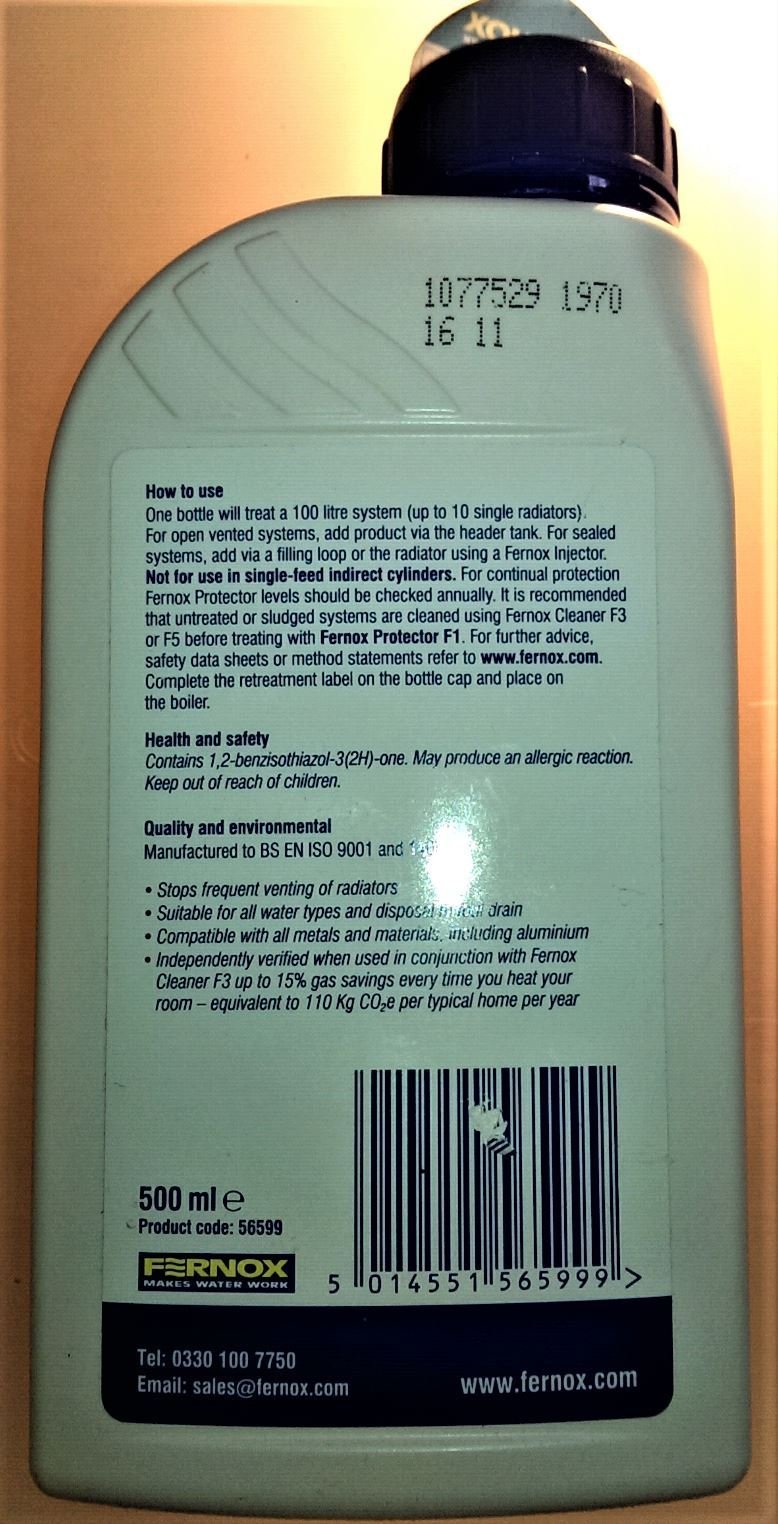 1077529 1970
16 11
How to use
One bottle will treat a 100 litre system (up to 10 single radiators).
For open vented systems, add product via the header tank. For sealed
systems, add via a filling loop or the radiator using a Fernox Injector.
Not for use in single-feed indirect cylinders. For continual protection
Fernox Protector levels should be checked annually. It is recommended
that untreated or sludged systems are cleaned using Fernox Cleaner F3
or F5 before treating with Fernox Protector F1. For further advice,
safety data sheets or method statements refer to www.fernox.com.
Complete the retreatment label on the bottle cap and place on
the boiler.
Health and safety
Contains 1,2-benzisothiazol-3(2H)-one. May produce an allergic reaction.
Keep out of reach of children.
Quality and environmental
Manufactured to BS EN ISO 9001 and
• Stops frequent venting of radiators
• Suitable for all water types and disposal drain
• Compatible with all metals and materials, including aluminium
• Independently verified when used in conjunction with Fernox
Cleaner F3 up to 15% gas savings every time you heat your
room – equivalent to 110 Kg CO₂e per typical home per year
500 ml ℮
Product code: 56599
FERNOX
MAKES WATER WORK
5 014551 565999 >
Tel: 0330 100 7750
Email: sales@fernox.com
www.fernox.com